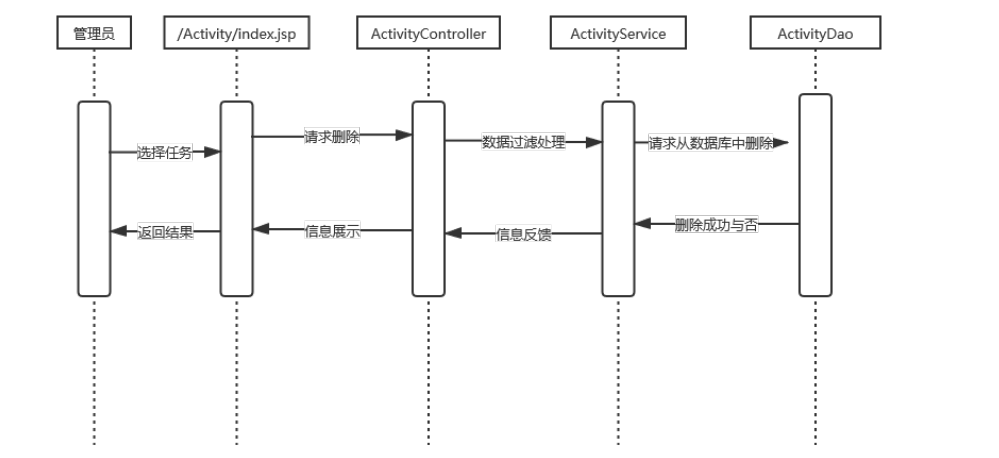 管理员
/Activity/index.jsp
ActivityController
ActivityService
ActivityDao
选择任务
请求删除
数据过滤处理
请求从数据库中删除
返回结果
信息展示
信息反馈
删除成功与否